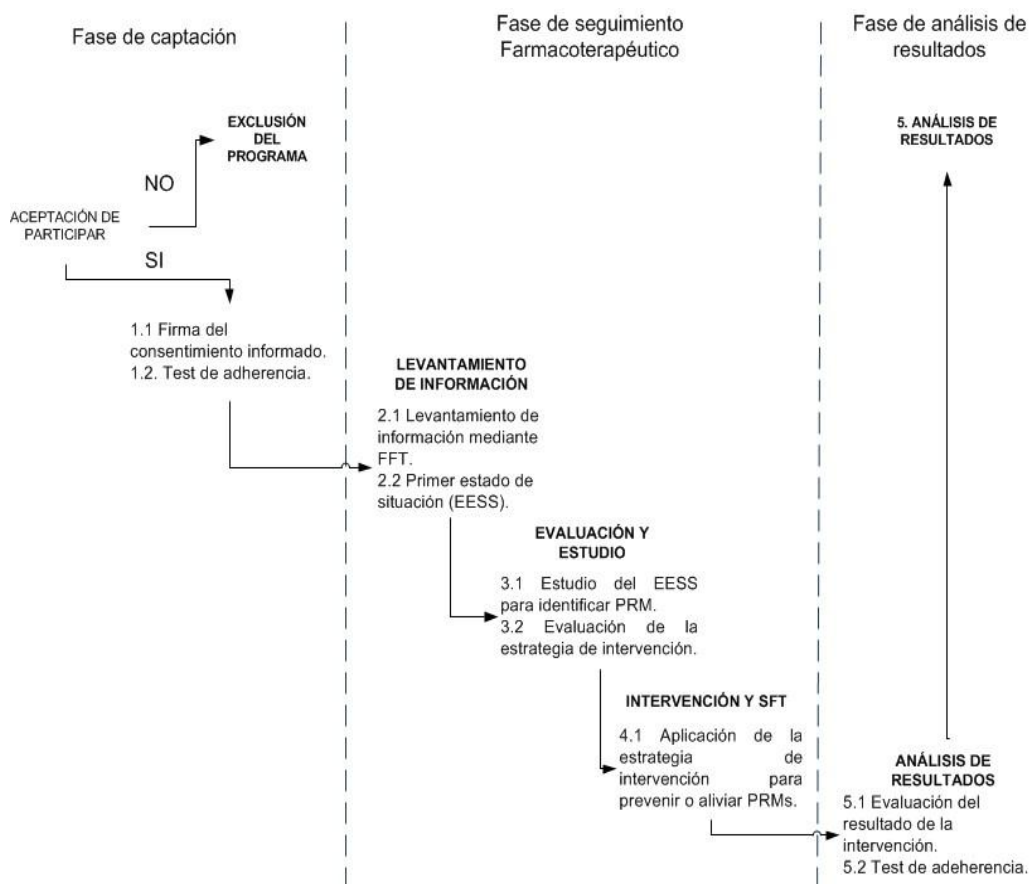 Fase de captación
Fase de seguimiento
Farmacoterapéutico
Fase de análisis de
resultados
EXCLUSIÓN
DEL
PROGRAMA
NO
ACEPTACIÓN DE
PARTICIPAR
SI
1.1 Firma del
consentimiento informado.
1.2. Test de adherencia.
LEVANTAMIENTO
DE INFORMACIÓN
2.1 Levantamiento de
información mediante
FFT.
2.2 Primer estado de
situación (EESS).
EVALUACIÓN Y
ESTUDIO
3.1 Estudio del EESS
para identificar PRM.
3.2 Evaluación de la
estrategia de intervención.
INTERVENCIÓN Y SFT
4.1 Aplicación de la
estrategia de
intervención para
prevenir o aliviar PRMs.
5. ANÁLISIS DE
RESULTADOS
ANÁLISIS DE
RESULTADOS
5.1 Evaluación del
resultado de la
intervención.
5.2 Test de adeherencia.